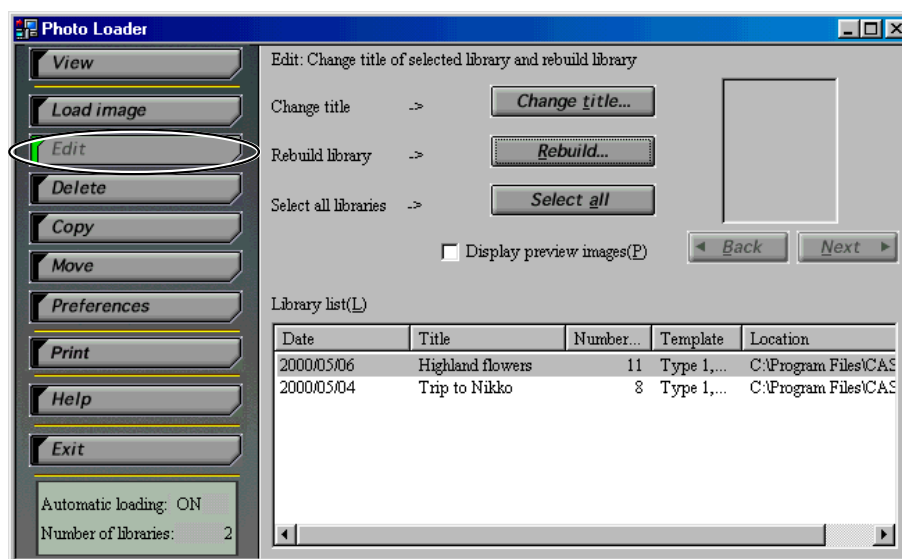 Photo Loader
View
Load image
Edit
Delete
Copy
Move
Preferences
Print
Help
Exit
Automatic loading: ON
Number of libraries: 2
Edit: Change title of selected library and rebuild library
Change title -> Change title...
Rebuild library -> Rebuild...
Select all libraries -> Select all
Display preview images(P)
Back Next
Library list(L)
Date Title Number... Template Location
2000/05/06 Highland flowers 11 Type 1,... C:\Program Files\CAS
2000/05/04 Trip to Nikko 8 Type 1,... C:\Program Files\CAS